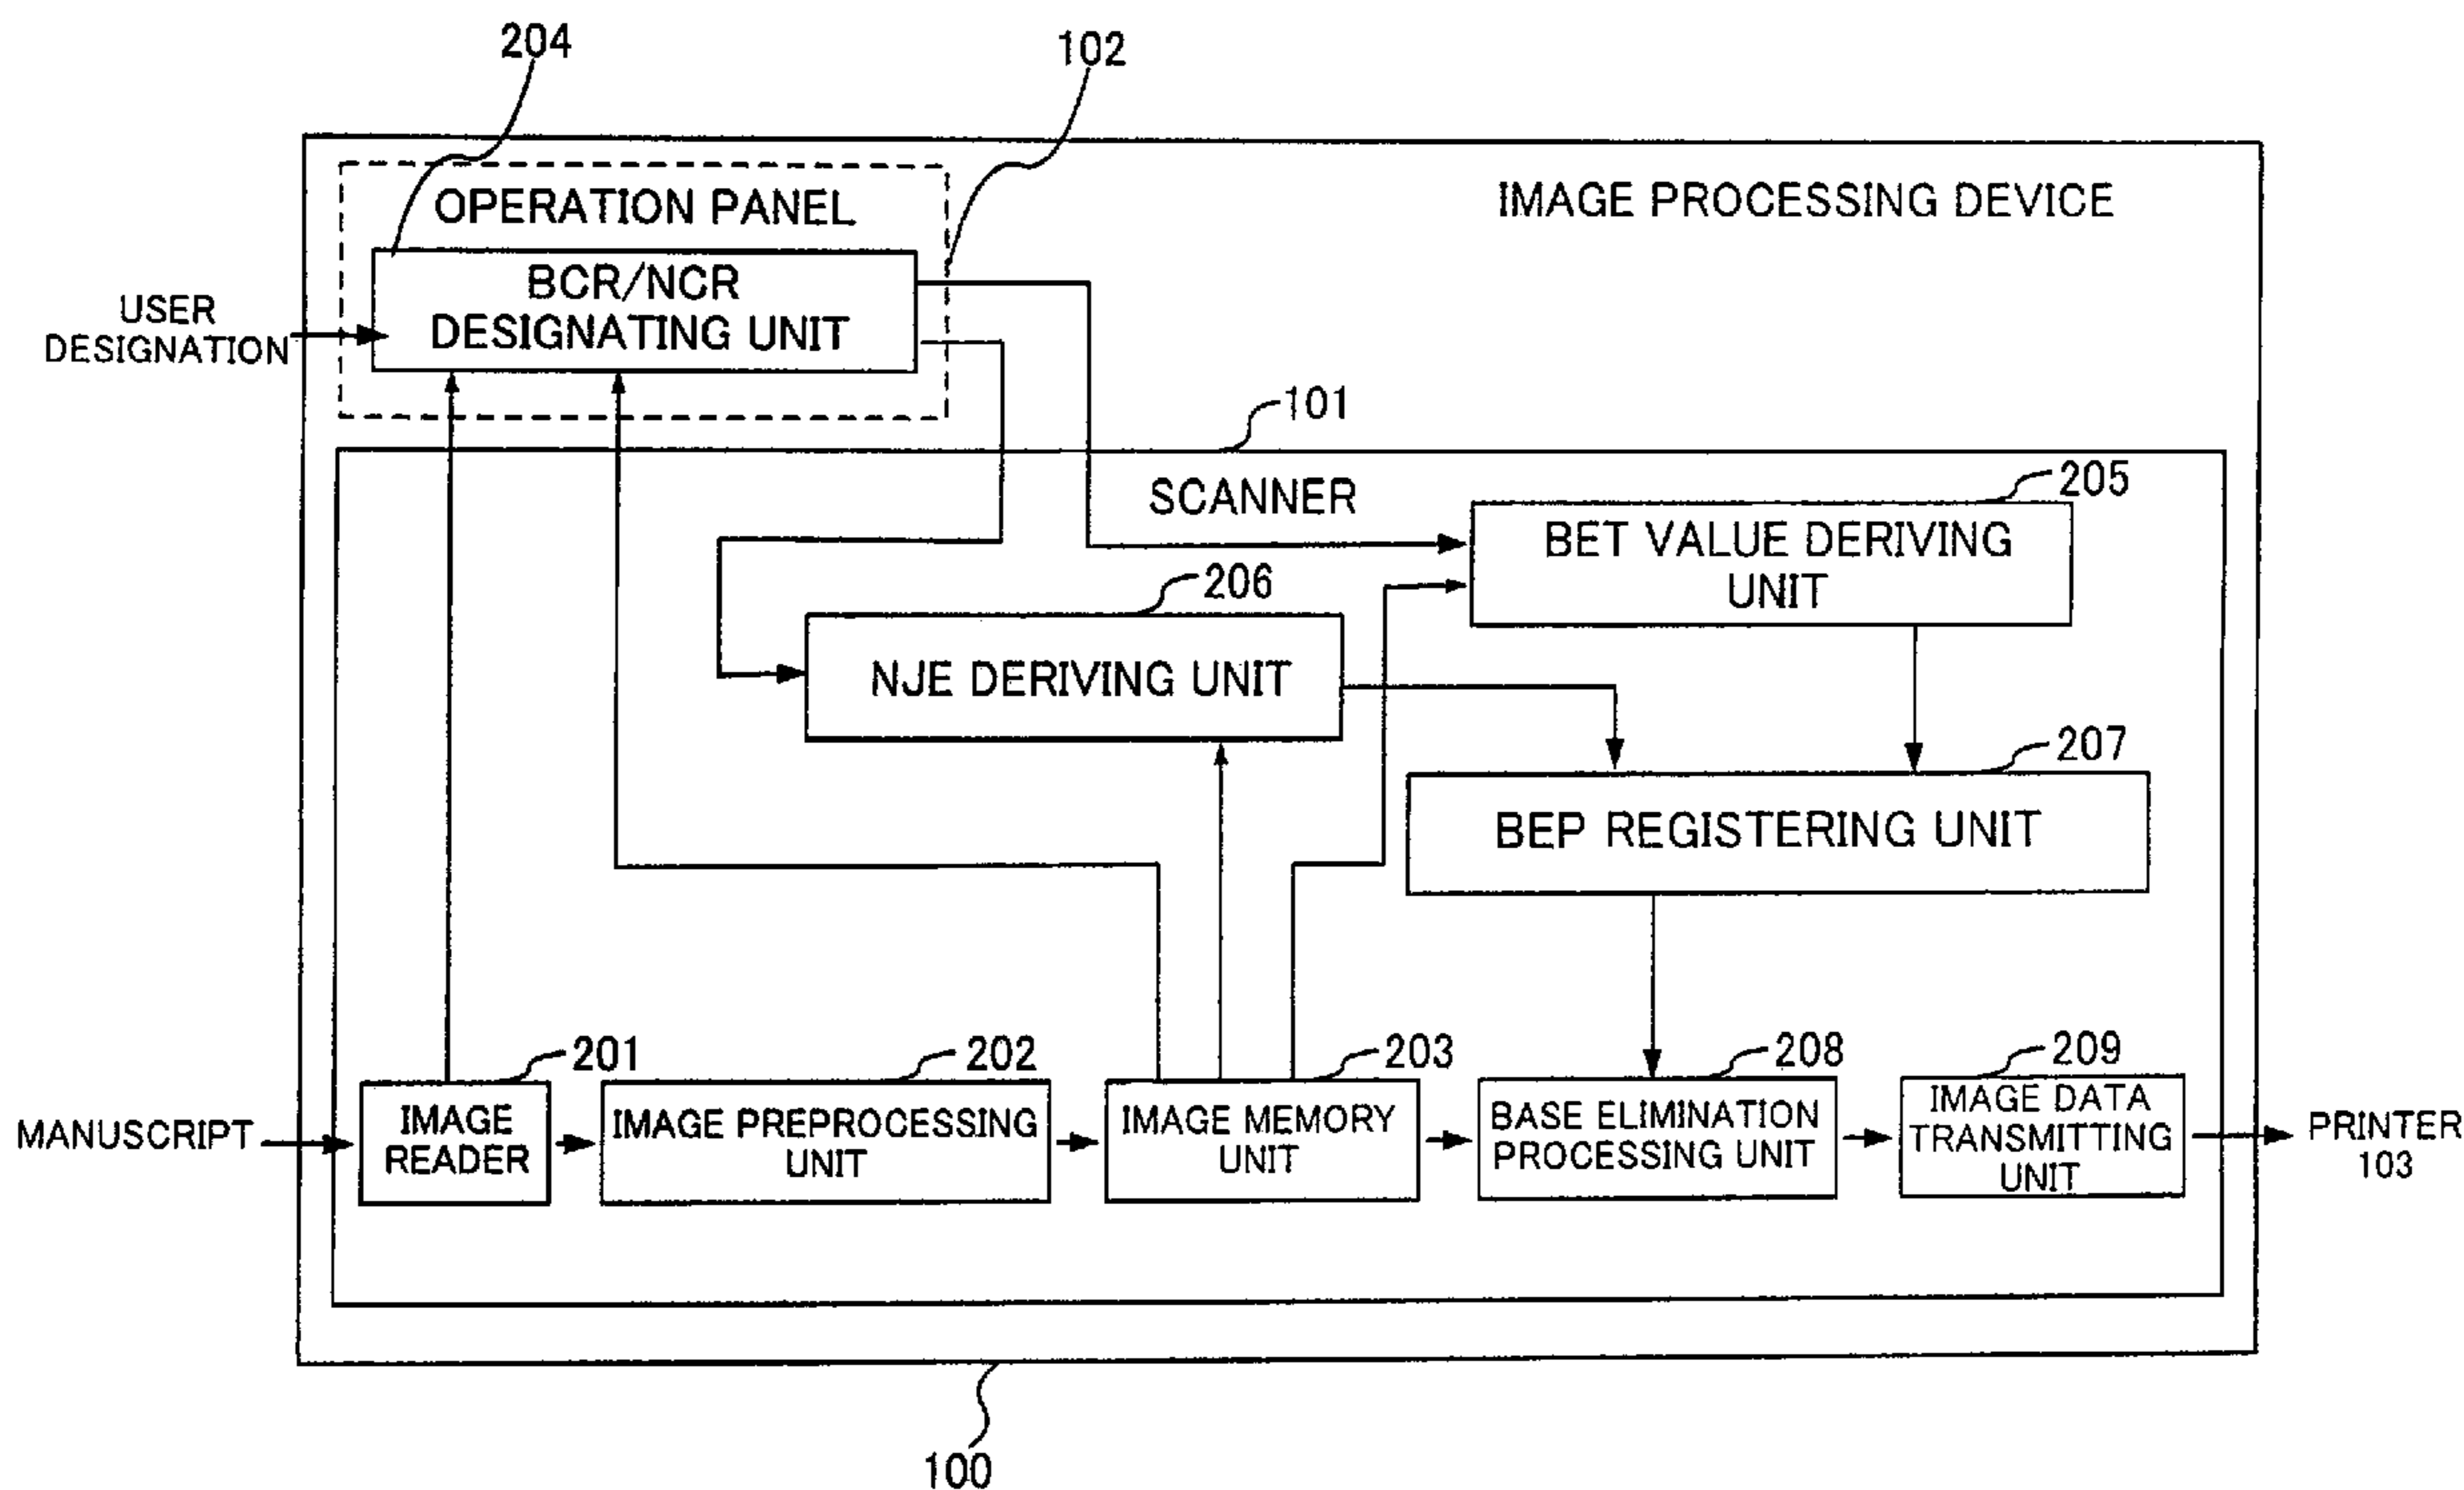 204
102
OPERATION PANEL
IMAGE PROCESSING DEVICE
BCR/NCR
DESIGNATING UNIT
USER
DESIGNATION
101
SCANNER
205
BET VALUE DERIVING
UNIT
206
NJE DERIVING UNIT
207
BEP REGISTERING UNIT
201
202
203
208
209
MANUSCRIPT
IMAGE
READER
IMAGE PREPROCESSING
UNIT
IMAGE MEMORY
UNIT
BASE ELIMINATION
PROCESSING UNIT
IMAGE DATA
TRANSMITTING
UNIT
PRINTER
103
100